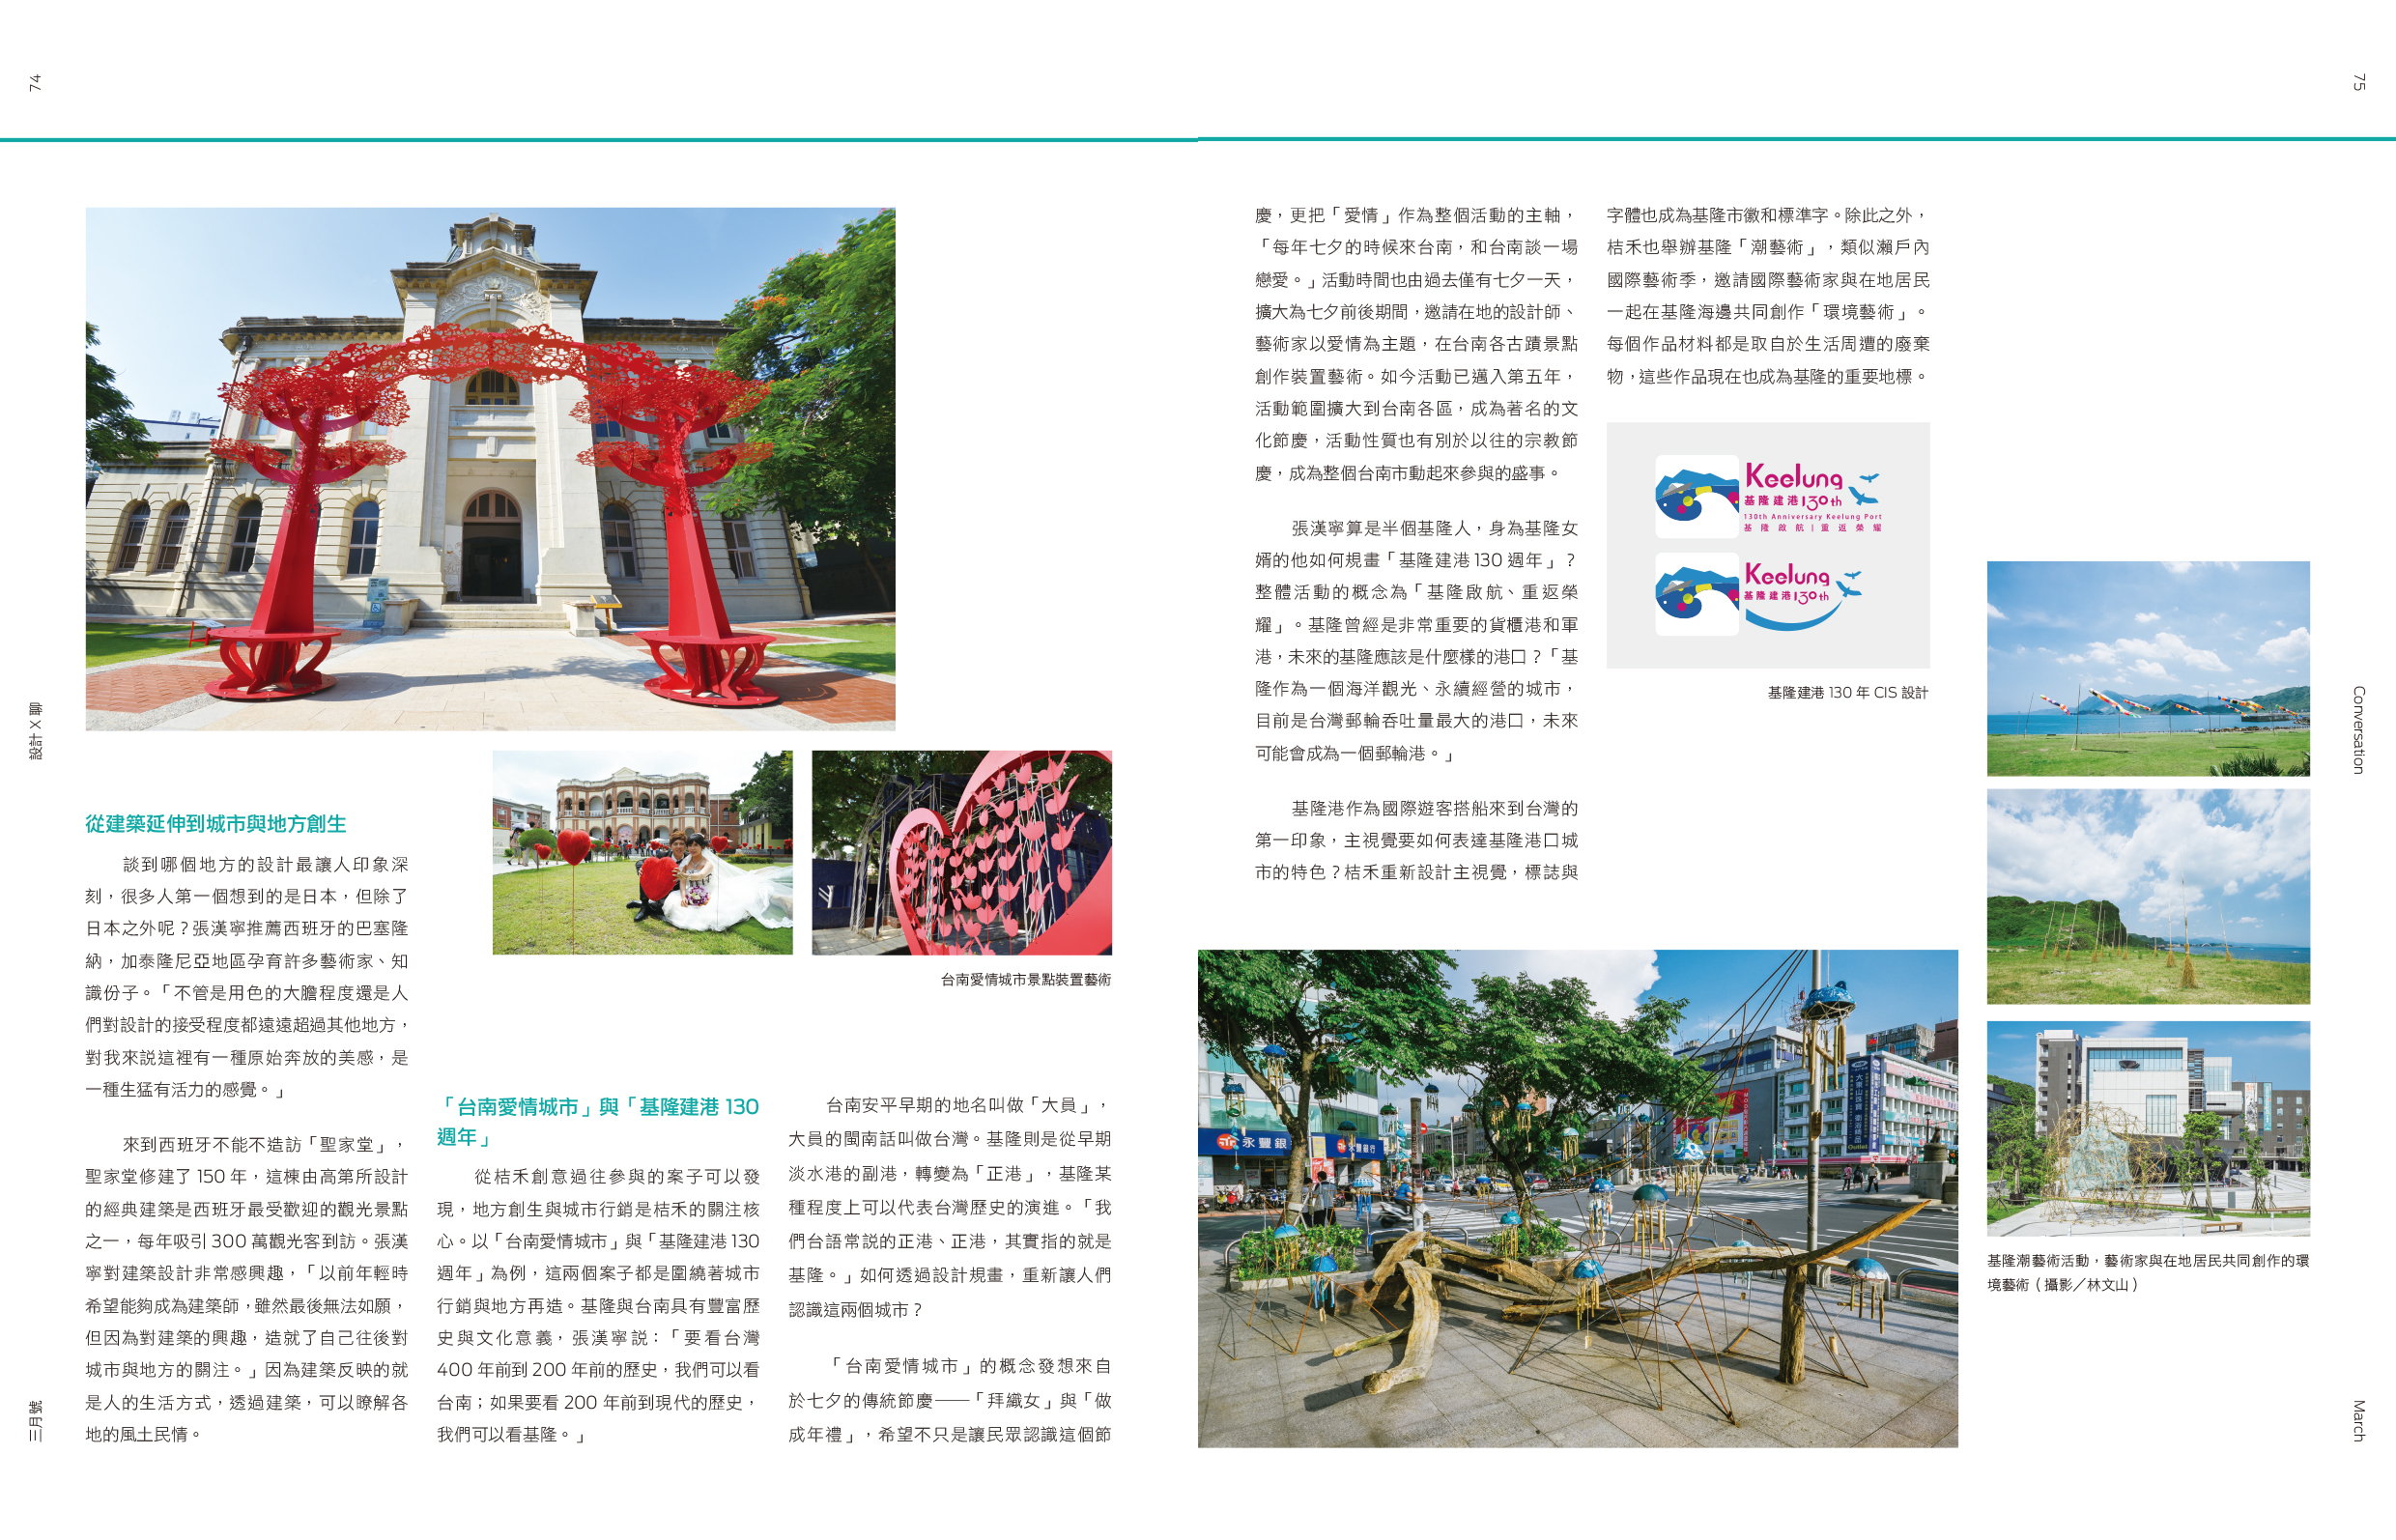 74
設計 X 聊
三月號
從建築延伸到城市與地方創生
談到哪個地方的設計最讓人印象深
刻，很多人第一個想到的是日本，但除了
日本之外呢？張漢寧推薦西班牙的巴塞隆
納，加泰隆尼亞地區孕育許多藝術家、知
識份子。「不管是用色的大膽程度還是人
們對設計的接受程度都遠遠超過其他地方，
對我來説這裡有一種原始奔放的美感，是
一種生猛有活力的感覺。」
來到西班牙不能不造訪「聖家堂」，
聖家堂修建了 150 年，這棟由高第所設計
的經典建築是西班牙最受歡迎的觀光景點
之一，每年吸引 300 萬觀光客到訪。張漢
寧對建築設計非常感興趣，「以前年輕時
希望能夠成為建築師，雖然最後無法如願，
但因為對建築的興趣，造就了自己往後對
城市與地方的關注。」因為建築反映的就
是人的生活方式，透過建築，可以瞭解各
地的風土民情。
台南愛情城市景點裝置藝術
「台南愛情城市」與「基隆建港 130
週年」
從桔禾創意過往參與的案子可以發
現，地方創生與城市行銷是桔禾的關注核
心。以「台南愛情城市」與「基隆建港 130
週年」為例，這兩個案子都是圍繞著城市
行銷與地方再造。基隆與台南具有豐富歷
史與文化意義，張漢寧説：「要看台灣
400 年前到 200 年前的歷史，我們可以看
台南；如果要看 200 年前到現代的歷史，
我們可以看基隆。」
台南安平早期的地名叫做「大員」，
大員的閩南話叫做台灣。基隆則是從早期
淡水港的副港，轉變為「正港」，基隆某
種程度上可以代表台灣歷史的演進。「我
們台語常説的正港、正港，其實指的就是
基隆。」如何透過設計規畫，重新讓人們
認識這兩個城市？
「台南愛情城市」的概念發想來自
於七夕的傳統節慶──「拜織女」與「做
成年禮」，希望不只是讓民眾認識這個節
慶，更把「愛情」作為整個活動的主軸，
「每年七夕的時候來台南，和台南談一場
戀愛。」活動時間也由過去僅有七夕一天，
擴大為七夕前後期間，邀請在地的設計師、
藝術家以愛情為主題，在台南各古蹟景點
創作裝置藝術。如今活動已邁入第五年，
活動範圍擴大到台南各區，成為著名的文
化節慶，活動性質也有別於以往的宗教節
慶，成為整個台南市動起來參與的盛事。
張漢寧算是半個基隆人，身為基隆女
婿的他如何規畫「基隆建港 130 週年」？
整體活動的概念為「基隆啟航、重返榮
耀」。基隆曾經是非常重要的貨櫃港和軍
港，未來的基隆應該是什麼樣的港口？「基
隆作為一個海洋觀光、永續經營的城市，
目前是台灣郵輪吞吐量最大的港口，未來
可能會成為一個郵輪港。」
基隆港作為國際遊客搭船來到台灣的
第一印象，主視覺要如何表達基隆港口城
市的特色？桔禾重新設計主視覺，標誌與
字體也成為基隆市徽和標準字。除此之外，
桔禾也舉辦基隆「潮藝術」，類似瀨戶內
國際藝術季，邀請國際藝術家與在地居民
一起在基隆海邊共同創作「環境藝術」。
每個作品材料都是取自於生活周遭的廢棄
物，這些作品現在也成為基隆的重要地標。
Keelung
基隆建港130th
130th Anniversary Keelung Port
基隆啟航 | 重返榮耀
Keelung
基隆建港130th
基隆建港 130 年 CIS 設計
永豐銀
永豐銀行
基隆潮藝術活動，藝術家與在地居民共同創作的環
境藝術（攝影／林文山）
75
Conversation
March